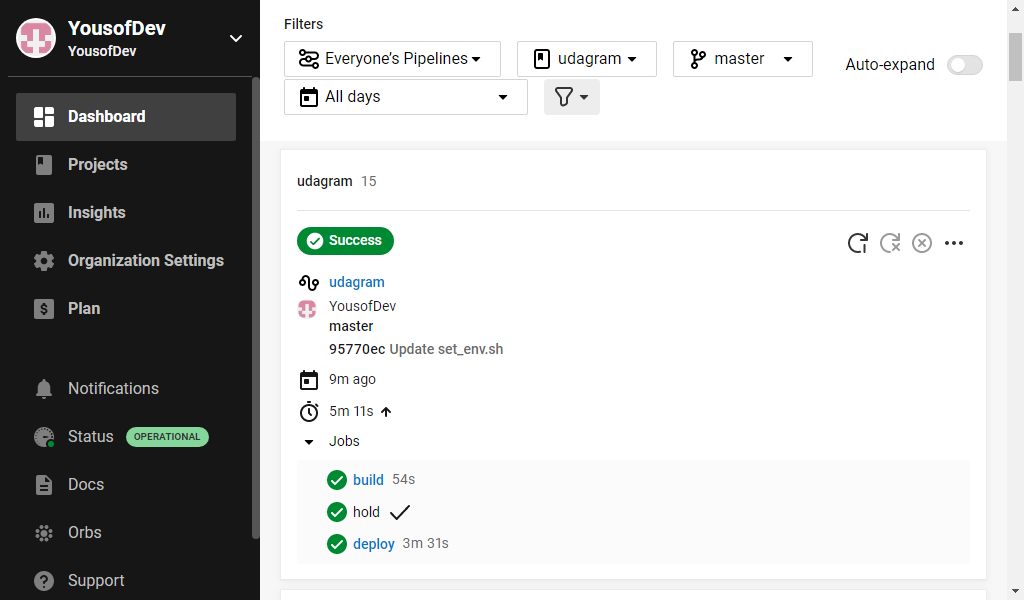 YousofDev
YousofDev
Dashboard
Projects
Insights
Organization Settings
Plan
Notifications
Status OPERATIONAL
Docs
Orbs
Support
Filters
Everyone's Pipelines udagram master Auto-expand
All days
udagram 15
Success
udagram
YousofDev
master
95770ec Update set_env.sh
9m ago
5m 11s
Jobs
build 54s
hold
deploy 3m 31s